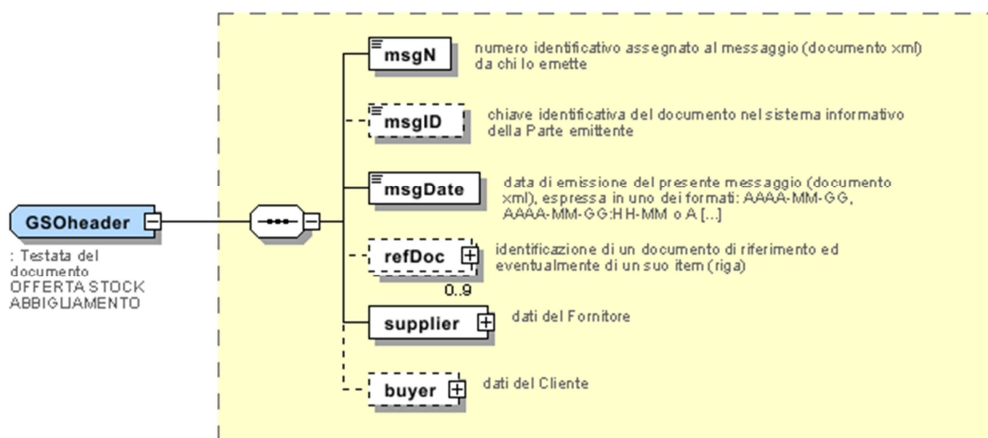 msgN
numero identificativo assegnato al messaggio (documento xml)
da chi lo emette
msgID
chiave identificativa del documento nel sistema informativo
della Parte emittente
msgDate
data di emissione del presente messaggio (documento
xml), espressa in uno dei formati: AAAA-MM-GG,
AAAA-MM-GG:HH-MM o A [...]
GSOheader
: Testata del
documento
OFFERTA STOCK
ABBIGLIAMENTO
refDoc
0..9
identificazione di un documento di riferimento ed
eventualmente di un suo item (riga)
supplier
dati del Fornitore
buyer
dati del Cliente